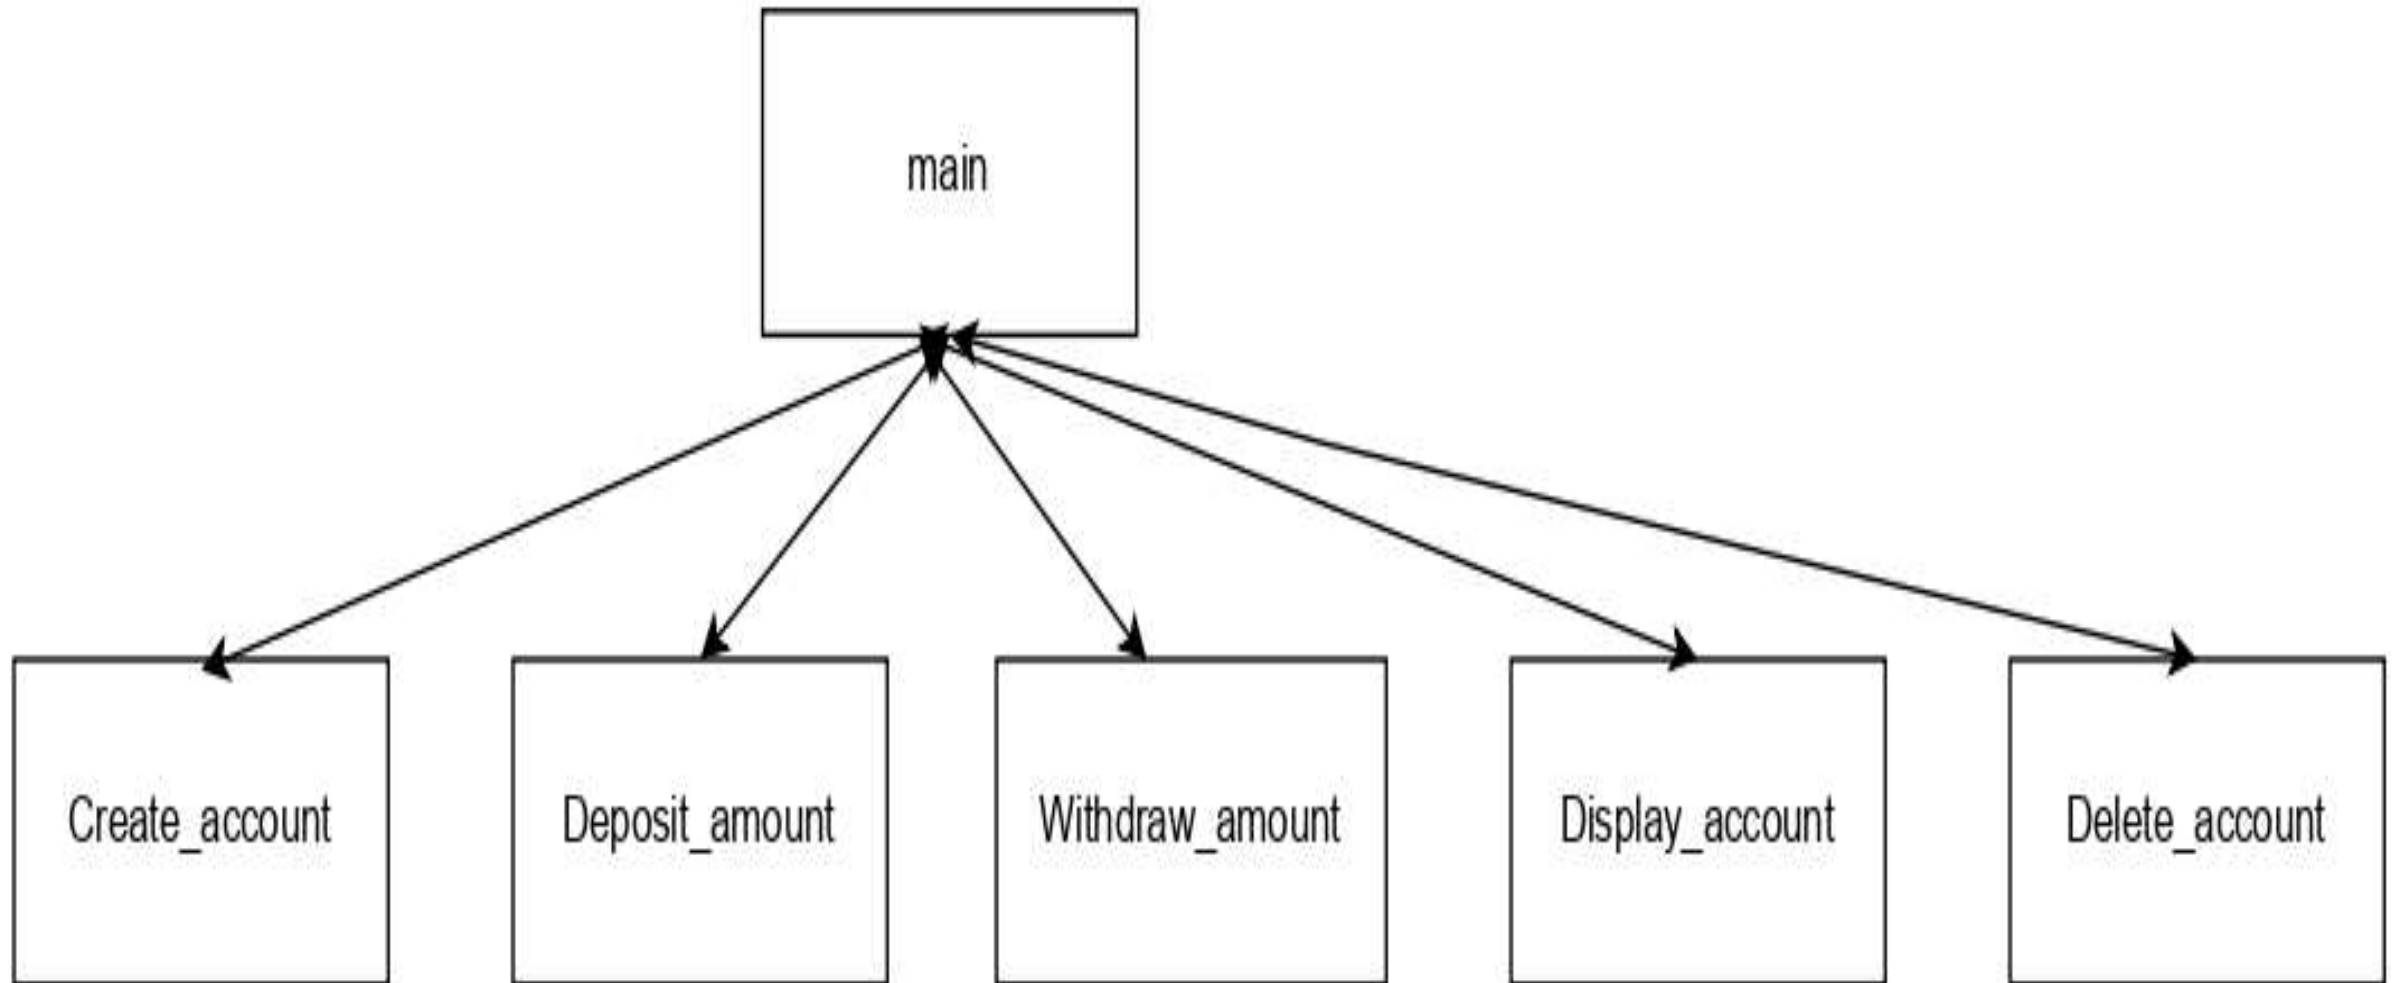 main
Create_account
Deposit_amount
Withdraw_amount
Display_account
Delete_account